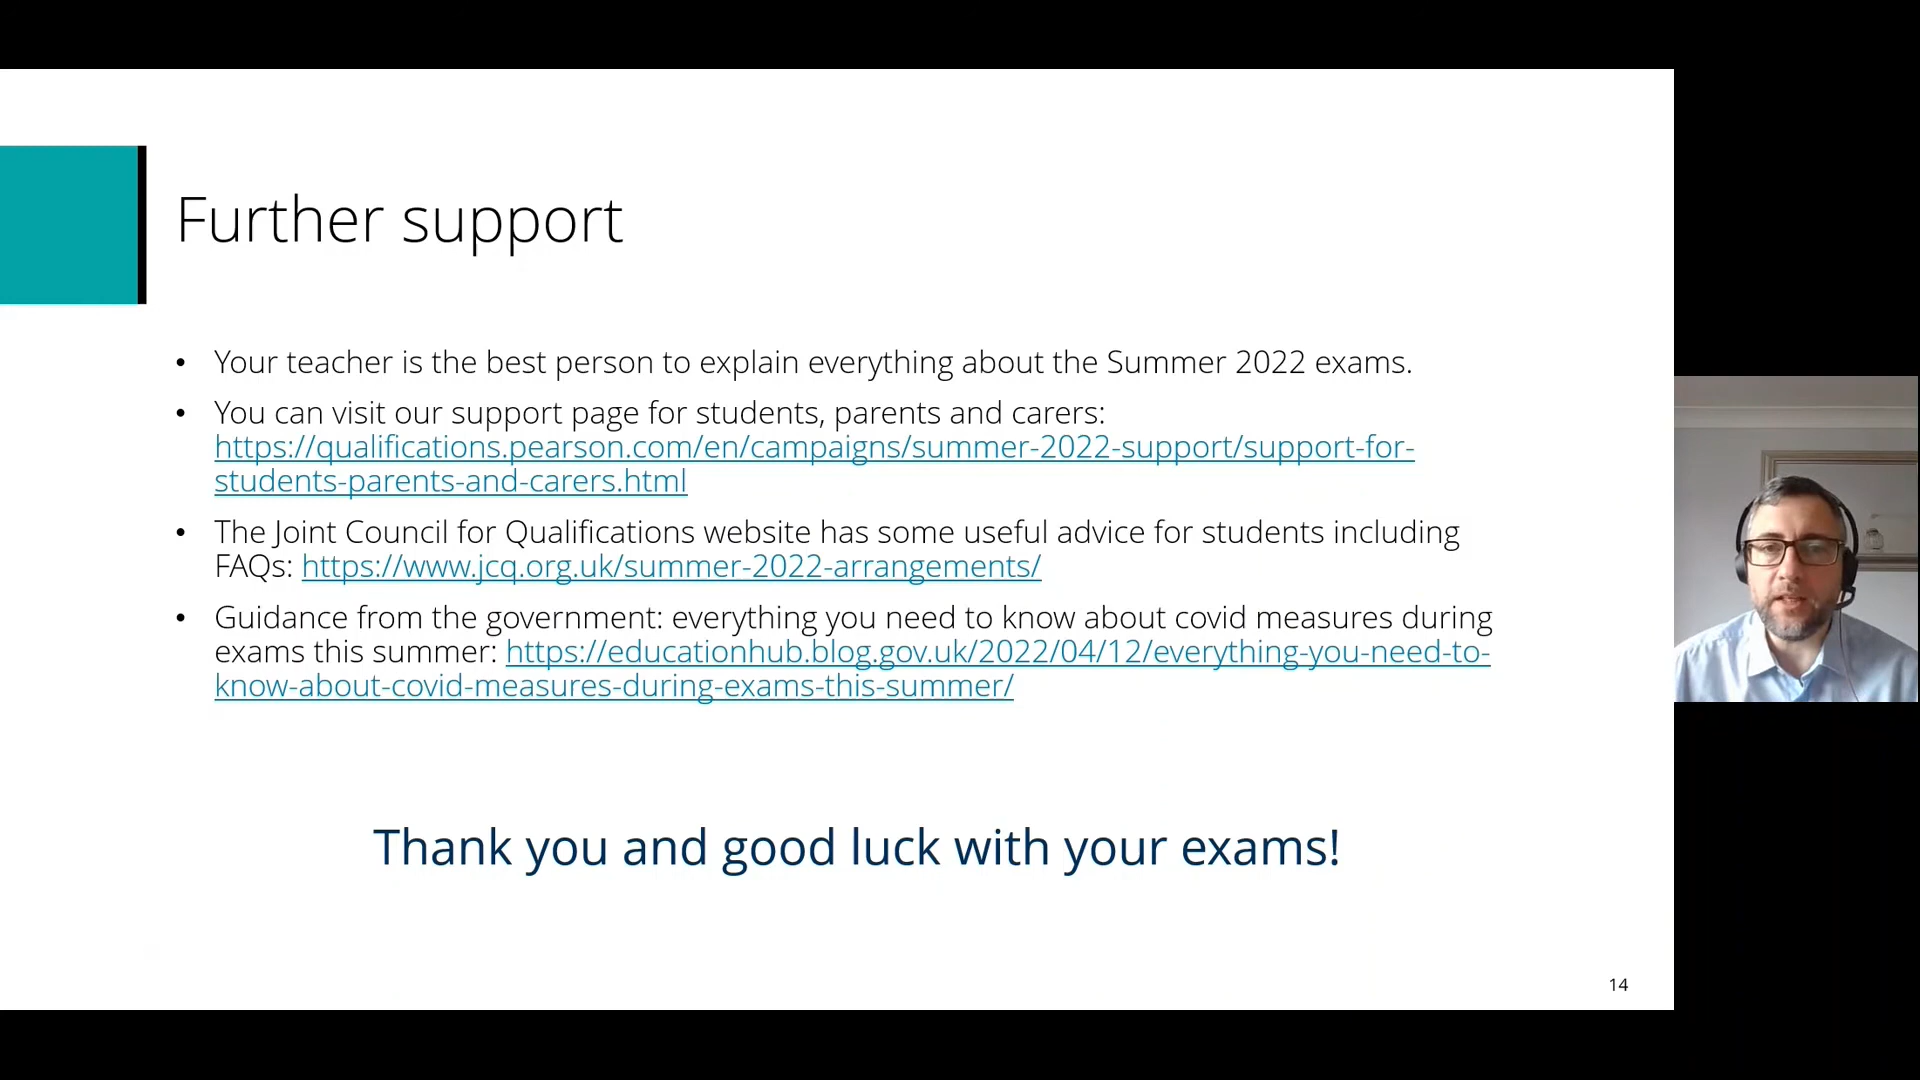 Further support
• Your teacher is the best person to explain everything about the Summer 2022 exams.
• You can visit our support page for students, parents and carers:
https://qualifications.pearson.com/en/campaigns/summer-2022-support/support-for-
students-parents-and-carers.html
• The Joint Council for Qualifications website has some useful advice for students including
FAQs: https://www.jcq.org.uk/summer-2022-arrangements/
• Guidance from the government: everything you need to know about covid measures during
exams this summer: https://educationhub.blog.gov.uk/2022/04/12/everything-you-need-to-
know-about-covid-measures-during-exams-this-summer/
Thank you and good luck with your exams!
14